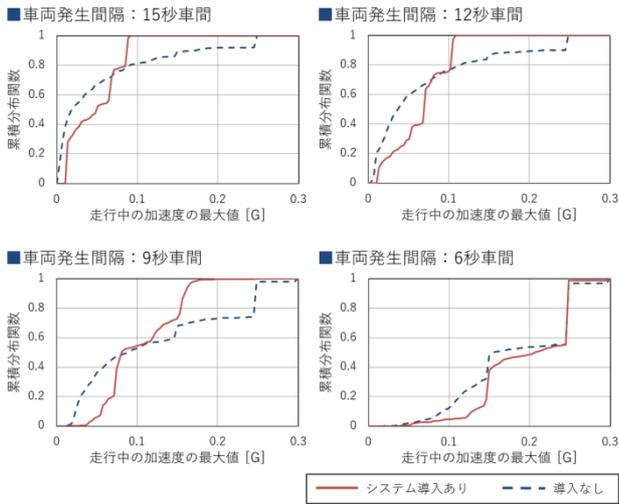 ■車両発生間隔：15秒車間
1
0.8
0.6
0.4
0.2
0
累積分布関数
0
0.1
0.2
0.3
走行中の加速度の最大値 [G]
■車両発生間隔：12秒車間
1
0.8
0.6
0.4
0.2
0
累積分布関数
0
0.1
0.2
0.3
走行中の加速度の最大値 [G]
■車両発生間隔：9秒車間
1
0.8
0.6
0.4
0.2
0
累積分布関数
0
0.1
0.2
0.3
走行中の加速度の最大値 [G]
■車両発生間隔：6秒車間
1
0.8
0.6
0.4
0.2
0
累積分布関数
0
0.1
0.2
0.3
走行中の加速度の最大値 [G]
システム導入あり
導入なし